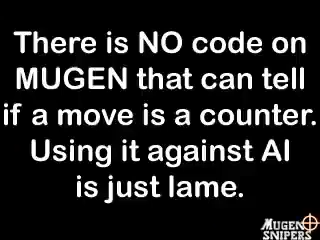 There is NO code on
MUGEN that can tell
if a move is a counter.
Using it against AI
is just lame.
MUGEN
SNIPERS